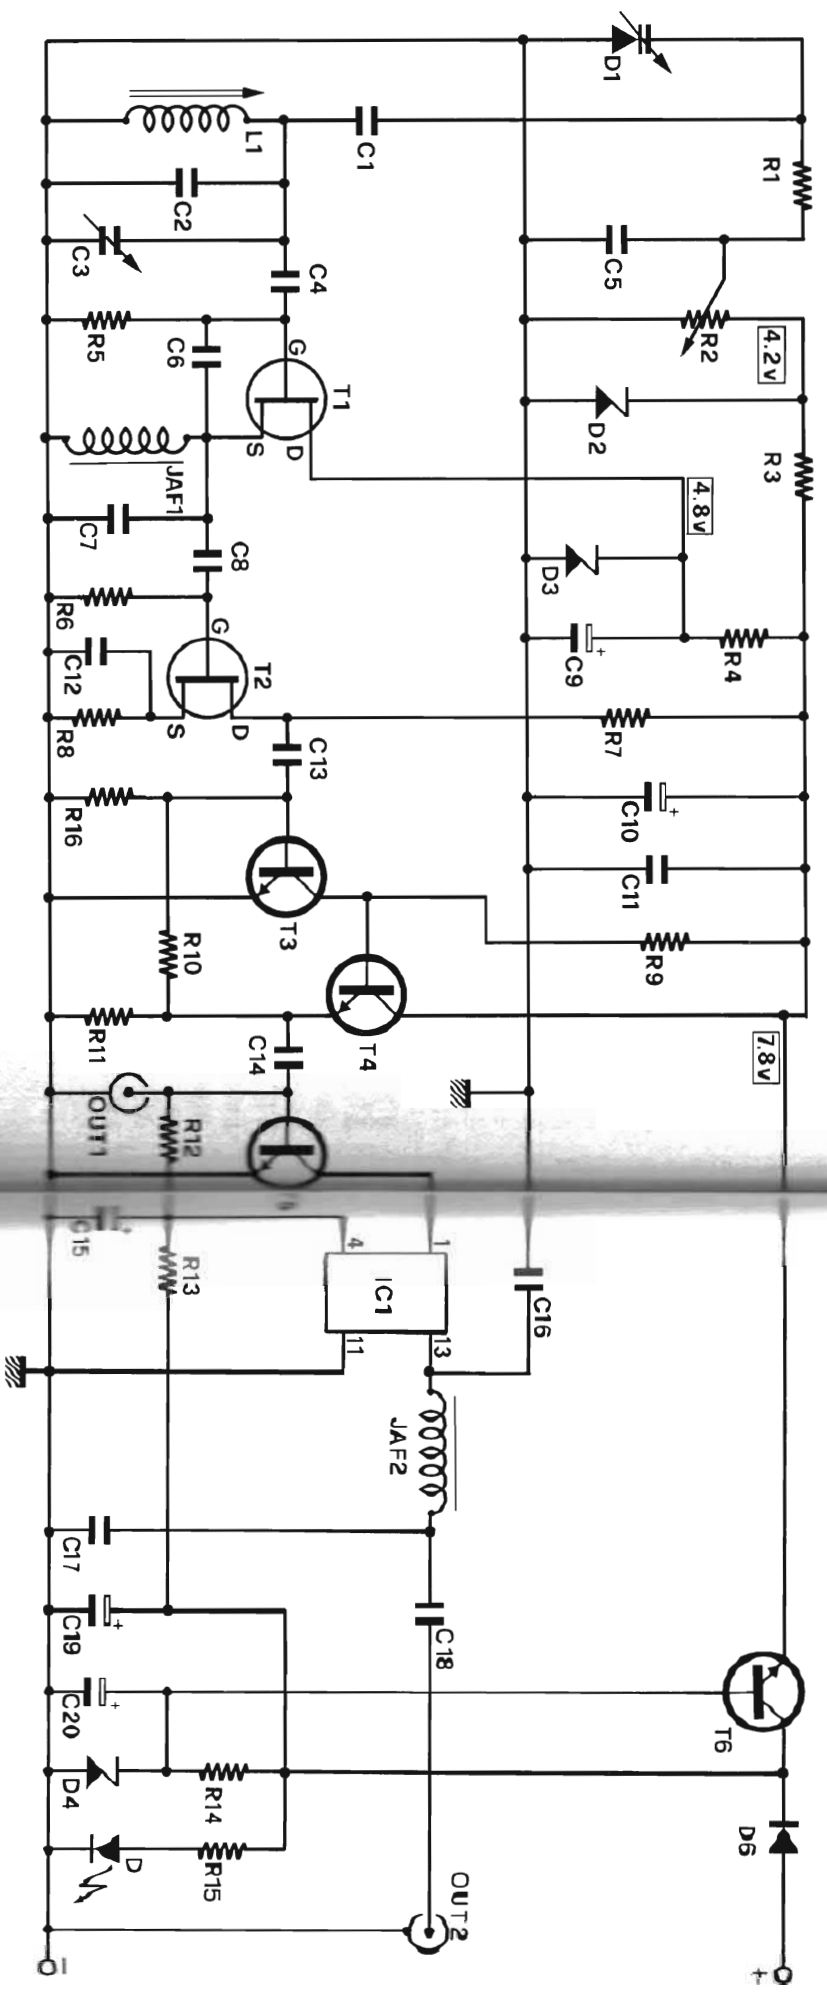 D1
L1
C1
R1
C2
C3
C5
C4
R5
C6
R2
4.2v
G
T1
S
D
D2
R3
JAF1
4.8v
C7
C8
D3
R6
G
C12
T2
C9
R4
R8
S
D
C13
R7
R16
C10
+
C11
T3
R10
R9
R11
C14
T4
7.8v
OUT1
R12
C15
+
R13
4
1
IC1
C16
11
13
JAF2
C17
C19
+
C18
C20
+
T6
D4
R14
D
R15
D6
OUT2
+
+